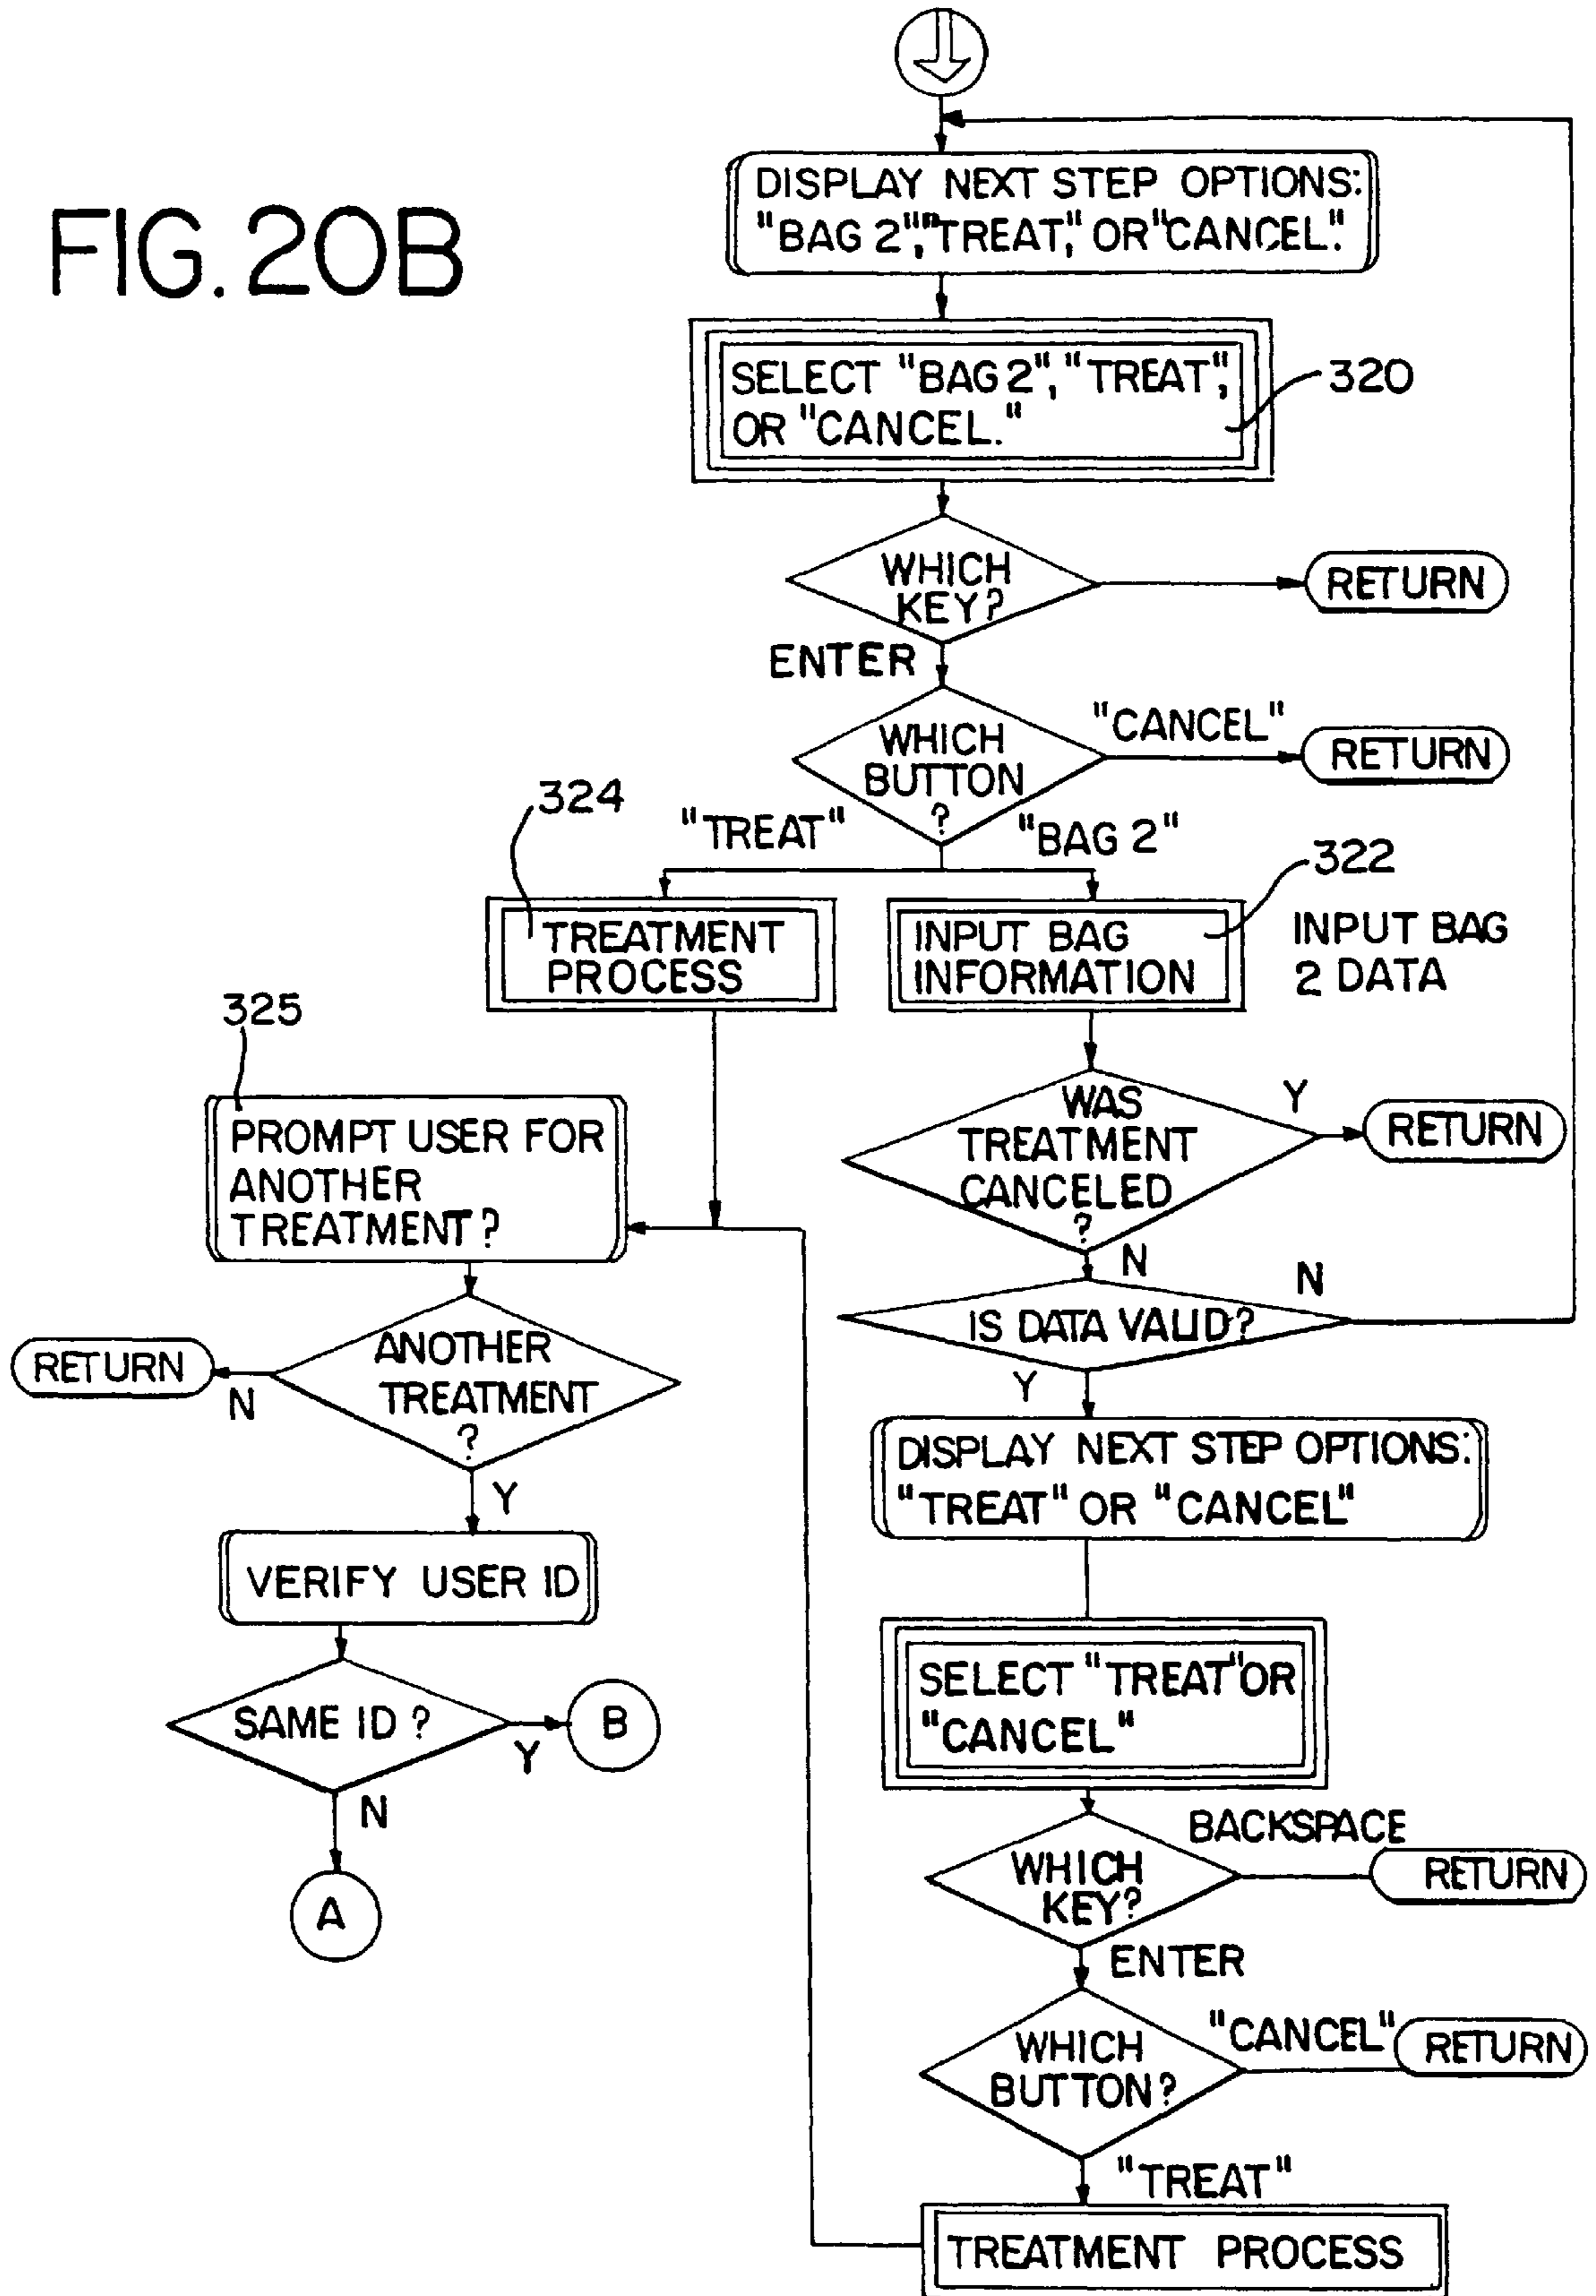 FIG. 20B
DISPLAY NEXT STEP OPTIONS:
"BAG 2","TREAT," OR "CANCEL."
SELECT "BAG 2", "TREAT",
OR "CANCEL."
320
WHICH
KEY?
RETURN
ENTER
WHICH
BUTTON
?
"CANCEL"
RETURN
"TREAT"
"BAG 2"
324
TREATMENT
PROCESS
322
INPUT BAG
INFORMATION
INPUT BAG
2 DATA
325
PROMPT USER FOR
ANOTHER
TREATMENT?
WAS
TREATMENT
CANCELED
?
Y
RETURN
N
IS DATA VALID?
N
Y
ANOTHER
TREATMENT
?
RETURN
N
Y
VERIFY USER ID
SAME ID?
Y
B
N
A
DISPLAY NEXT STEP OPTIONS:
"TREAT" OR "CANCEL"
SELECT "TREAT" OR
"CANCEL"
WHICH
KEY?
BACKSPACE
RETURN
ENTER
WHICH
BUTTON?
"CANCEL"
RETURN
"TREAT"
TREATMENT PROCESS